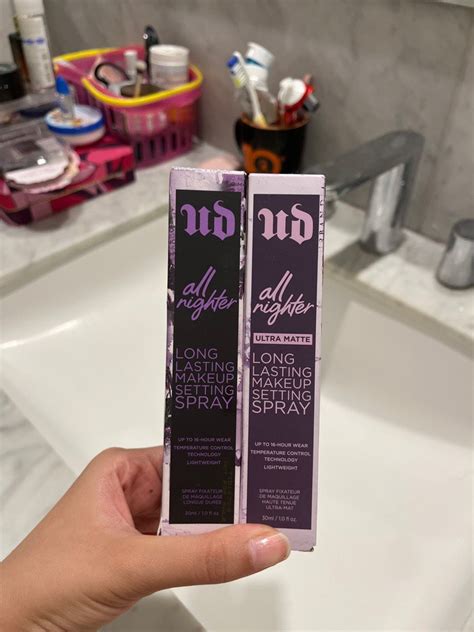 ud
all
nighter
LONG
LASTING
MAKEUP
SETTING
SPRAY
UP TO 16-HOUR WEAR
TEMPERATURE CONTROL
TECHNOLOGY
LIGHTWEIGHT
SPRAY FIXATEUR
DE MAQUILLAGE
LONGUE DURÉE
30ml / 1.0 fl oz.
ud
all
nighter
ULTRA MATTE
LONG
LASTING
MAKEUP
SETTING
SPRAY
UP TO 16-HOUR WEAR
TEMPERATURE CONTROL
TECHNOLOGY
LIGHTWEIGHT
SPRAY FIXATEUR
DE MAQUILLAGE
HAUTE TENUE
ULTRA-MAT
30ml / 1.0 fl oz.